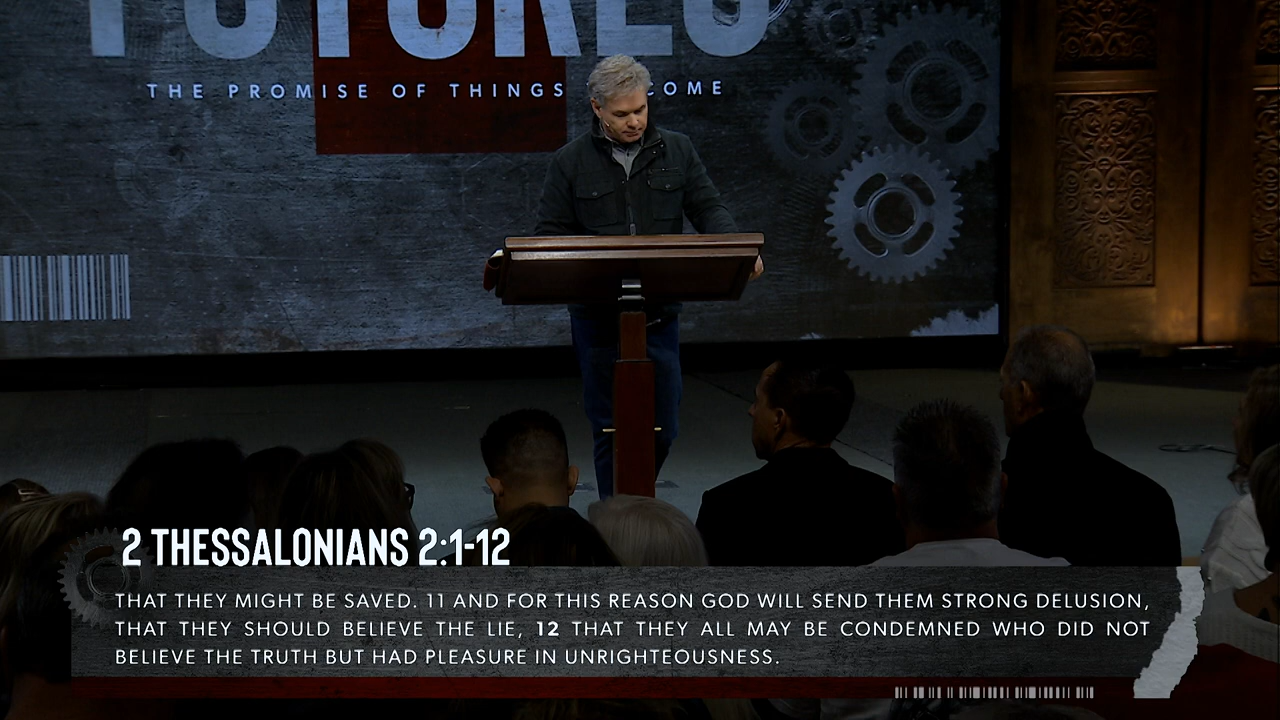 FUTURES
THE PROMISE OF THINGS COME
2 THESSALONIANS 2:1-12
THAT THEY MIGHT BE SAVED. 11 AND FOR THIS REASON GOD WILL SEND THEM STRONG DELUSION,
THAT THEY SHOULD BELIEVE THE LIE, 12 THAT THEY ALL MAY BE CONDEMNED WHO DID NOT
BELIEVE THE TRUTH BUT HAD PLEASURE IN UNRIGHTEOUSNESS.